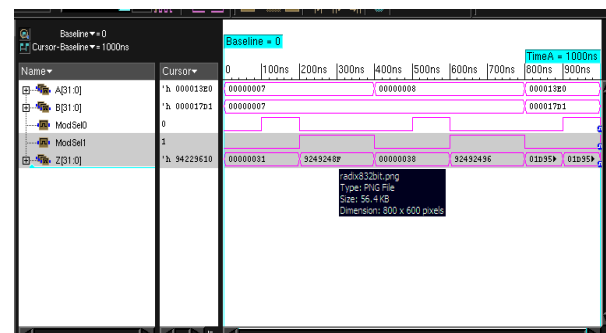 Baseline▾= 0
Cursor-Baseline▾= 1000ns
Baseline = 0
TimeA = 1000ns
Name▾ Cursor▾ 0 100ns 200ns 300ns 400ns 500ns 600ns 700ns 800ns 900ns
A[31:0] 'h 000013E0 00000007 00000008 000013E0
B[31:0] 'h 000017D1 00000007 000017D1
ModSel0 0
ModSel1 1
Z[31:0] 'h 94229610 00000031 9249248F 00000038 92492496 01D95▸ 01D95▸
radix832bit.png
Type: PNG File
Size: 56.4 KB
Dimension: 800 x 600 pixels